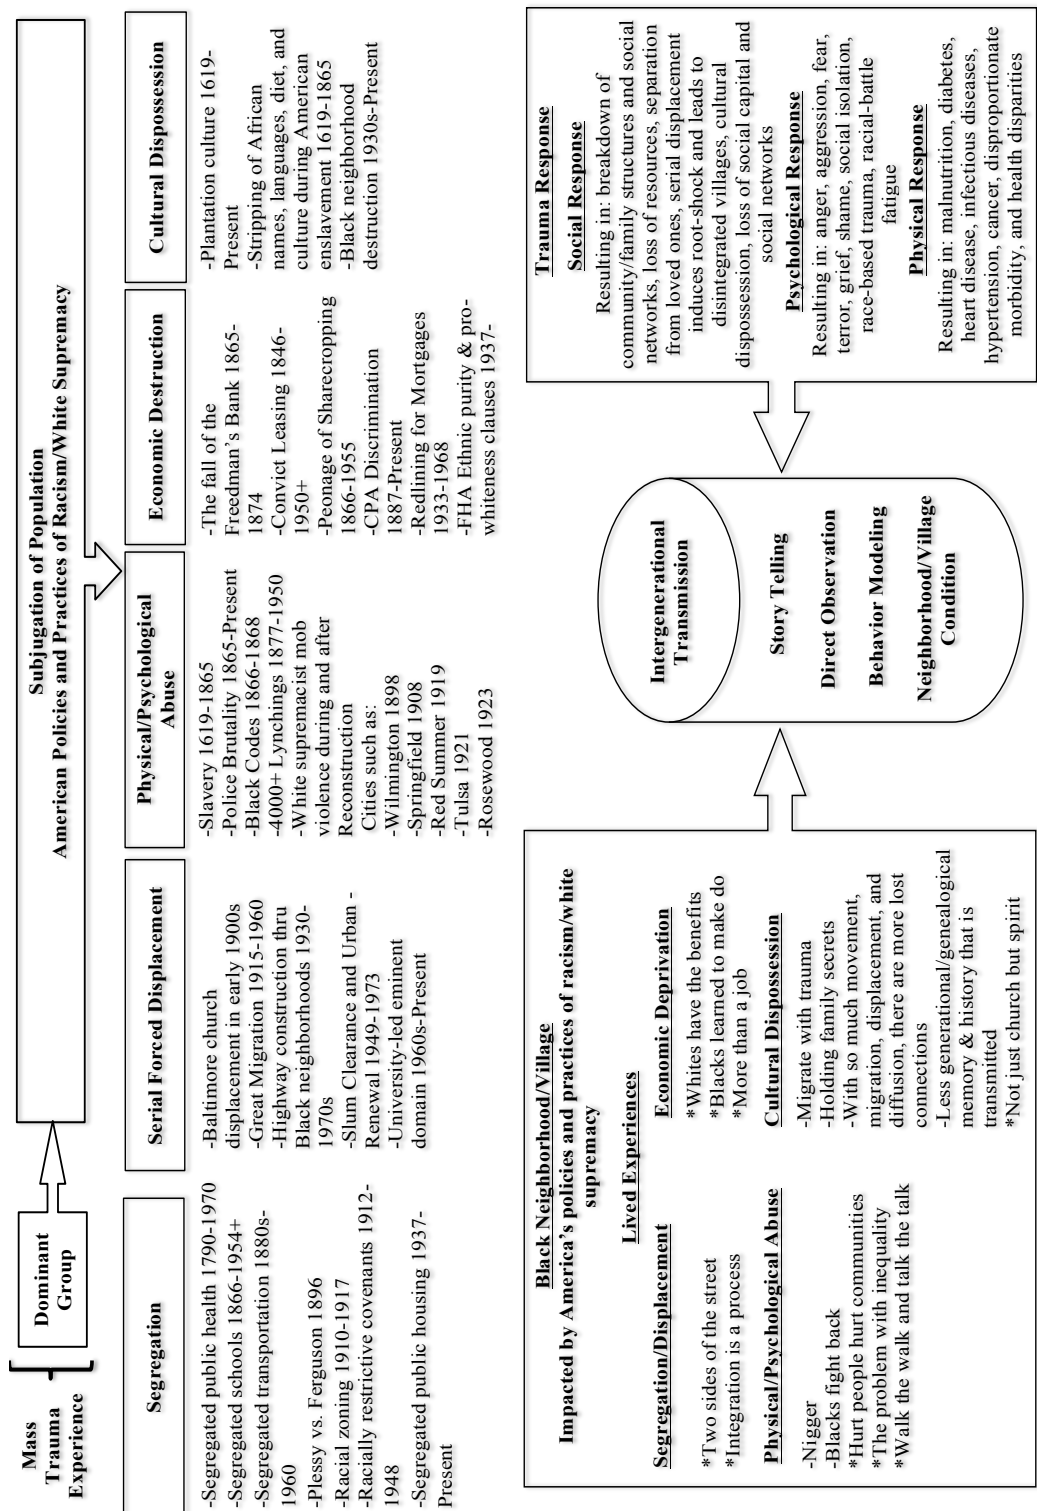 Mass
Trauma
Experience
Dominant
Group
Subjugation of Population
American Policies and Practices of Racism/White Supremacy
Segregation
-Segregated public health 1790-1970
-Segregated schools 1866-1954+
-Segregated transportation 1880s-
1960
-Plessy vs. Ferguson 1896
-Racial zoning 1910-1917
-Racially restrictive covenants 1912-
1948
-Segregated public housing 1937-
Present
Serial Forced Displacement
-Baltimore church
displacement in early 1900s
-Great Migration 1915-1960
-Highway construction thru
Black neighborhoods 1930-
1970s
-Slum Clearance and Urban -
Renewal 1949-1973
-University-led eminent
domain 1960s-Present
Physical/Psychological
Abuse
-Slavery 1619-1865
-Police Brutality 1865-Present
-Black Codes 1866-1868
-4000+ Lynchings 1877-1950
-White supremacist mob
violence during and after
Reconstruction
Cities such as:
-Wilmington 1898
-Springfield 1908
-Red Summer 1919
-Tulsa 1921
-Rosewood 1923
Economic Destruction
-The fall of the
Freedman's Bank 1865-
1874
-Convict Leasing 1846-
1950+
-Peonage of Sharecropping
1866-1955
-CPA Discrimination
1887-Present
-Redlining for Mortgages
1933-1968
-FHA Ethnic purity & pro-
whiteness clauses 1937-
Cultural Dispossession
-Plantation culture 1619-
Present
-Stripping of African
names, languages, diet, and
culture during American
enslavement 1619-1865
-Black neighborhood
destruction 1930s-Present
Black Neighborhood/Village
Impacted by America's policies and practices of racism/white
supremacy
Lived Experiences
Segregation/Displacement
*Two sides of the street
*Integration is a process
Physical/Psychological Abuse
-Nigger
-Blacks fight back
*Hurt people hurt communities
*The problem with inequality
*Walk the walk and talk the talk
Economic Deprivation
*Whites have the benefits
*Blacks learned to make do
*More than a job
Cultural Dispossession
-Migrate with trauma
-Holding family secrets
-With so much movement,
migration, displacement, and
diffusion, there are more lost
connections
-Less generational/genealogical
memory & history that is
transmitted
*Not just church but spirit
Intergenerational
Transmission
Story Telling
Direct Observation
Behavior Modeling
Neighborhood/Village
Condition
Trauma Response
Social Response
Resulting in: breakdown of
community/family structures and social
networks, loss of resources, separation
from loved ones, serial displacement
induces root-shock and leads to
disintegrated villages, cultural
dispossession, loss of social capital and
social networks
Psychological Response
Resulting in: anger, aggression, fear,
terror, grief, shame, social isolation,
race-based trauma, racial-battle
fatigue
Physical Response
Resulting in: malnutrition, diabetes,
heart disease, infectious diseases,
hypertension, cancer, disproportionate
morbidity, and health disparities